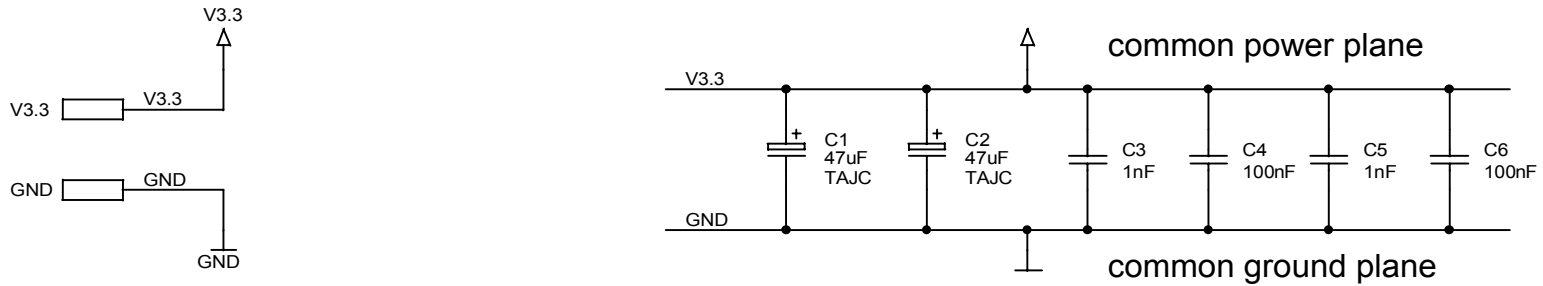 V3.3
V3.3
V3.3
GND
GND
GND
common power plane
V3.3
+
C1
47uF
TAJC
+
C2
47uF
TAJC
C3
1nF
C4
100nF
C5
1nF
C6
100nF
GND
common ground plane